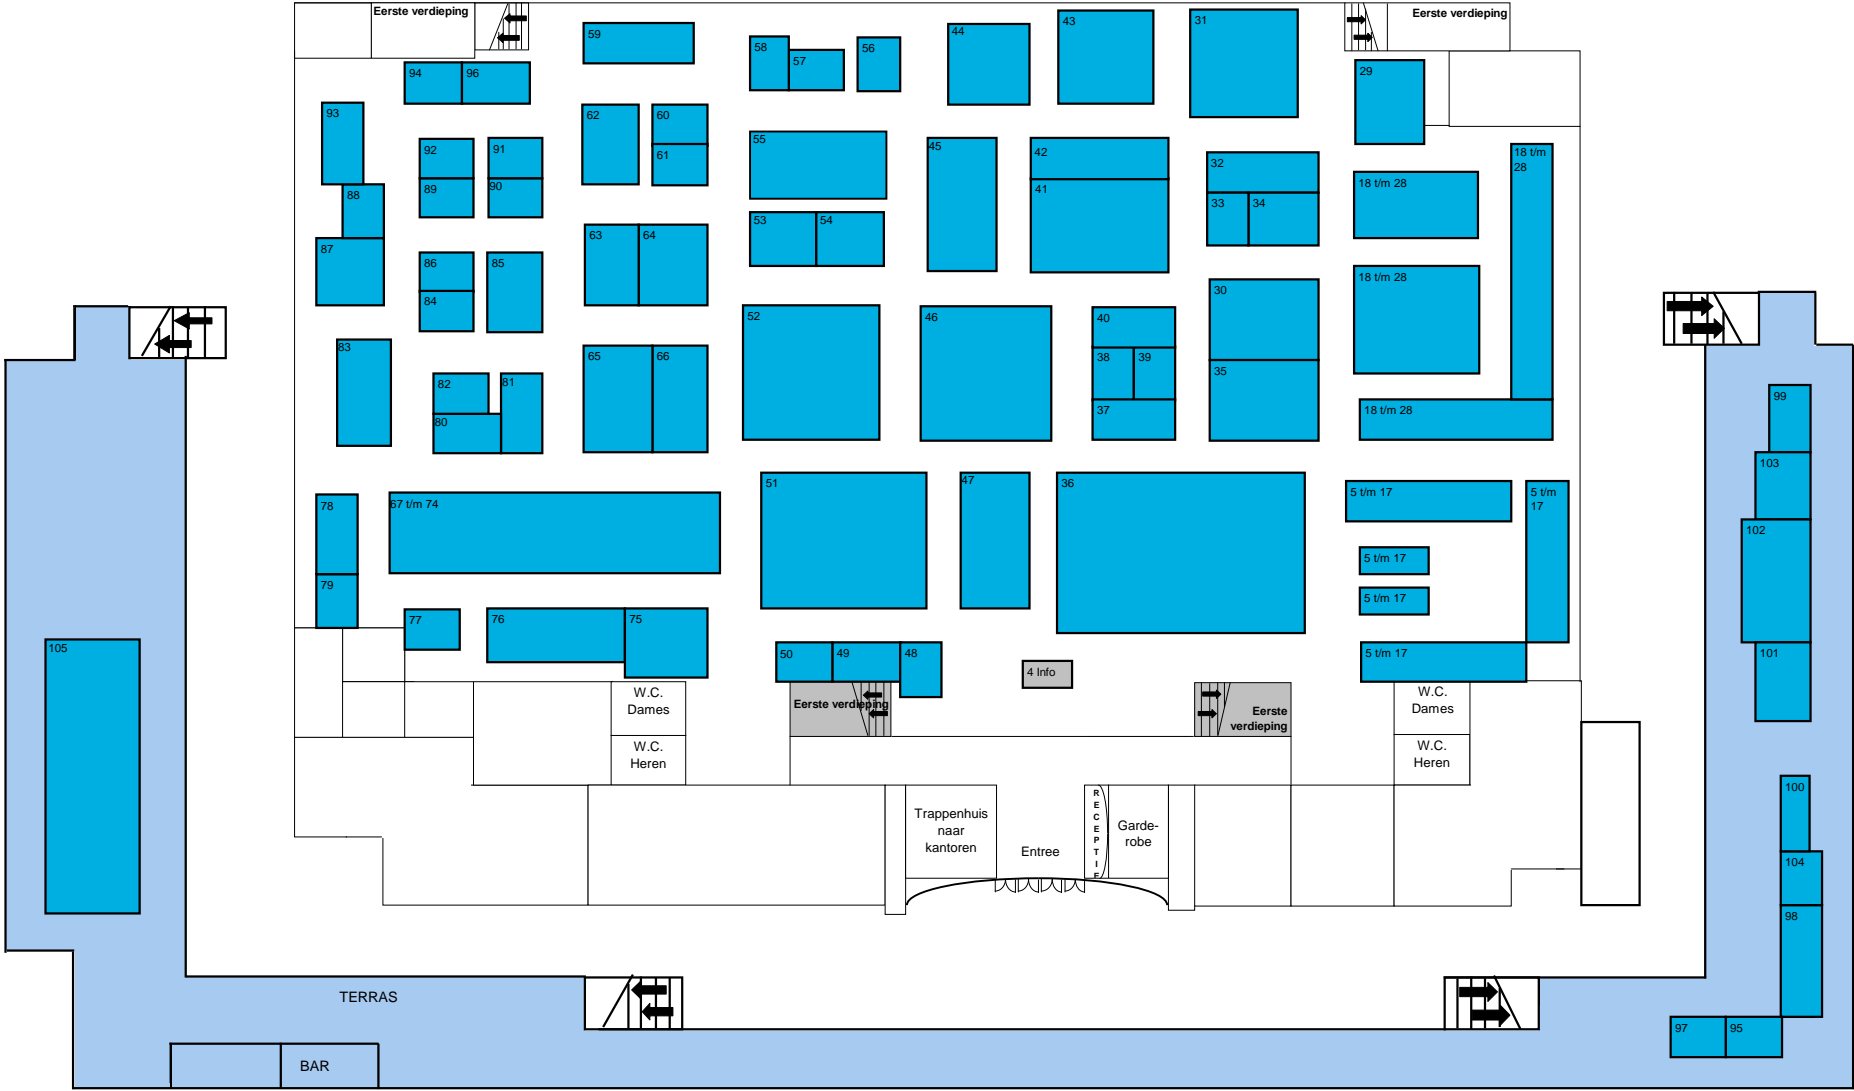 Eerste verdieping
Eerste verdieping
59
58
57
56
44
43
31
29
94
96
93
62
60
61
55
45
42
41
32
33
34
18 t/m 28
18 t/m
28
92
91
89
90
88
87
53
54
63
64
86
85
84
18 t/m 28
30
52
46
40
38
39
37
35
83
65
66
82
81
80
18 t/m 28
99
103
102
101
51
47
36
5 t/m 17
5 t/m
17
78
67 t/m 74
79
5 t/m 17
5 t/m 17
77
76
75
50
49
48
4 Info
5 t/m 17
105
W.C.
Dames
W.C.
Heren
Eerste verdieping
Eerste
verdieping
W.C.
Dames
W.C.
Heren
Trappenhuis
naar
kantoren
Entree
R
E
C
E
P
T
I
E
Garde-
robe
100
104
98
97
95
TERRAS
BAR